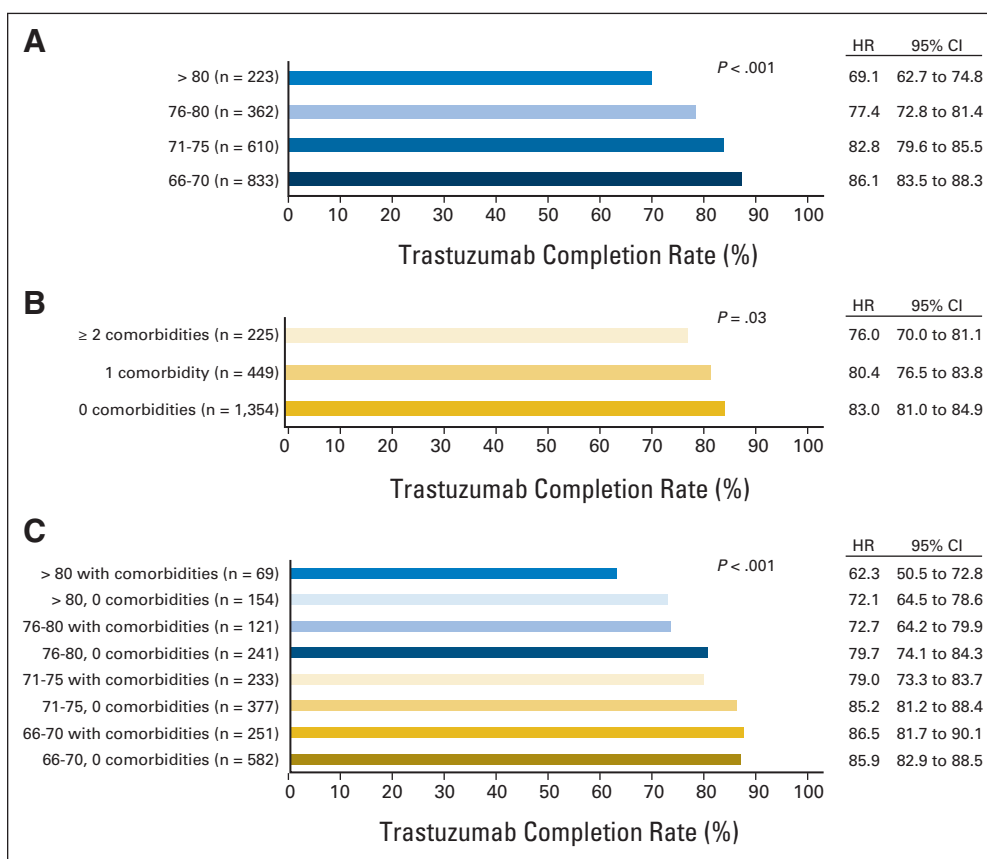 A
HR 95% CI
P < .001
> 80 (n = 223) 69.1 62.7 to 74.8
76-80 (n = 362) 77.4 72.8 to 81.4
71-75 (n = 610) 82.8 79.6 to 85.5
66-70 (n = 833) 86.1 83.5 to 88.3
0 10 20 30 40 50 60 70 80 90 100
Trastuzumab Completion Rate (%)
B
HR 95% CI
P = .03
≥ 2 comorbidities (n = 225) 76.0 70.0 to 81.1
1 comorbidity (n = 449) 80.4 76.5 to 83.8
0 comorbidities (n = 1,354) 83.0 81.0 to 84.9
0 10 20 30 40 50 60 70 80 90 100
Trastuzumab Completion Rate (%)
C
HR 95% CI
P < .001
> 80 with comorbidities (n = 69) 62.3 50.5 to 72.8
> 80, 0 comorbidities (n = 154) 72.1 64.5 to 78.6
76-80 with comorbidities (n = 121) 72.7 64.2 to 79.9
76-80, 0 comorbidities (n = 241) 79.7 74.1 to 84.3
71-75 with comorbidities (n = 233) 79.0 73.3 to 83.7
71-75, 0 comorbidities (n = 377) 85.2 81.2 to 88.4
66-70 with comorbidities (n = 251) 86.5 81.7 to 90.1
66-70, 0 comorbidities (n = 582) 85.9 82.9 to 88.5
0 10 20 30 40 50 60 70 80 90 100
Trastuzumab Completion Rate (%)